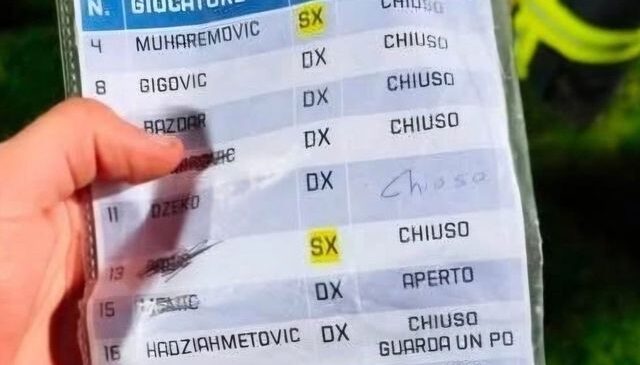 N. GIOCATORE CHIUSO
4 MUHAREMOVIC SX CHIUSO
8 GIGOVIC DX CHIUSO
BAZDAR DX CHIUSO
DX
11 DZEKO DX Chiuso
13 SX CHIUSO
15 DX APERTO
16 HADZIAHMETOVIC DX CHIUSO
GUARDA UN PO